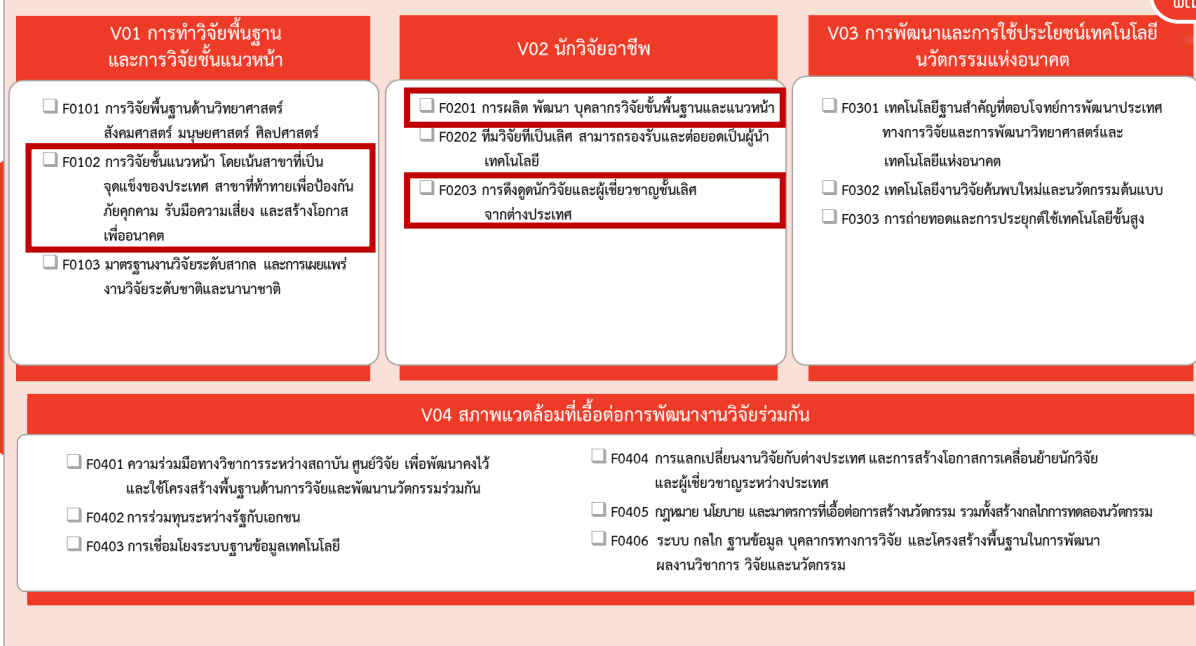 V01 การทำวิจัยพื้นฐาน
และการวิจัยชั้นแนวหน้า
F0101 การวิจัยพื้นฐานด้านวิทยาศาสตร์
สังคมศาสตร์ มนุษยศาสตร์ ศิลปศาสตร์
F0102 การวิจัยชั้นแนวหน้า โดยเน้นสาขาที่เป็น
จุดแข็งของประเทศ สาขาที่ท้าทายเพื่อป้องกัน
ภัยคุกคาม รับมือความเสี่ยง และสร้างโอกาส
เพื่ออนาคต
F0103 มาตรฐานงานวิจัยระดับสากล และการเผยแพร่
งานวิจัยระดับชาติและนานาชาติ
V02 นักวิจัยอาชีพ
F0201 การผลิต พัฒนา บุคลากรวิจัยขั้นพื้นฐานและแนวหน้า
F0202 ทีมวิจัยที่เป็นเลิศ สามารถรองรับและต่อยอดเป็นผู้นำ
เทคโนโลยี
F0203 การดึงดูดนักวิจัยและผู้เชี่ยวชาญชั้นเลิศ
จากต่างประเทศ
V03 การพัฒนาและการใช้ประโยชน์เทคโนโลยี
นวัตกรรมแห่งอนาคต
F0301 เทคโนโลยีฐานสำคัญที่ตอบโจทย์การพัฒนาประเทศ
ทางการวิจัยและการพัฒนาวิทยาศาสตร์และ
เทคโนโลยีแห่งอนาคต
F0302 เทคโนโลยีงานวิจัยค้นพบใหม่และนวัตกรรมต้นแบบ
F0303 การถ่ายทอดและการประยุกต์ใช้เทคโนโลยีขั้นสูง
V04 สภาพแวดล้อมที่เอื้อต่อการพัฒนางานวิจัยร่วมกัน
F0401 ความร่วมมือทางวิชาการระหว่างสถาบัน ศูนย์วิจัย เพื่อพัฒนาคงไว้
และใช้โครงสร้างพื้นฐานด้านการวิจัยและพัฒนานวัตกรรมร่วมกัน
F0402 การร่วมทุนระหว่างรัฐกับเอกชน
F0403 การเชื่อมโยงระบบฐานข้อมูลเทคโนโลยี
F0404 การแลกเปลี่ยนงานวิจัยกับต่างประเทศ และการสร้างโอกาสการเคลื่อนย้ายนักวิจัย
และผู้เชี่ยวชาญระหว่างประเทศ
F0405 กฎหมาย นโยบาย และมาตรการที่เอื้อต่อการสร้างนวัตกรรม รวมทั้งสร้างกลไกการทดลองนวัตกรรม
F0406 ระบบ กลไก ฐานข้อมูล บุคลากรทางการวิจัย และโครงสร้างพื้นฐานในการพัฒนา
ผลงานวิชาการ วิจัยและนวัตกรรม